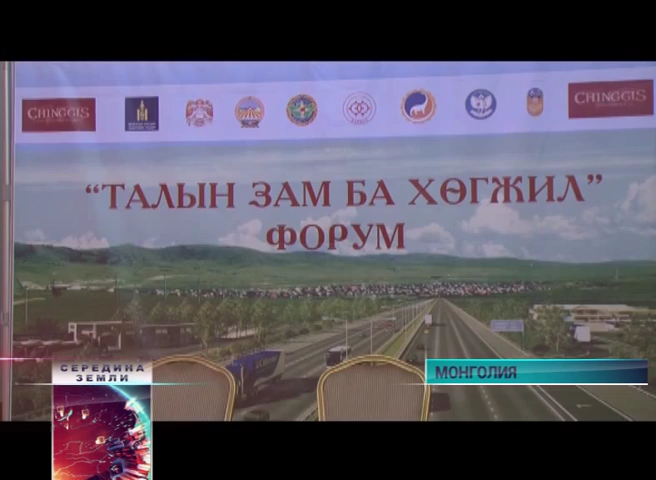 CHINGGIS
CHINGGIS
“ТАЛЫН ЗАМ БА ХӨГЖИЛ”
ФОРУМ
СЕРЕДИНА
ЗЕМЛИ
МОНГОЛИЯ